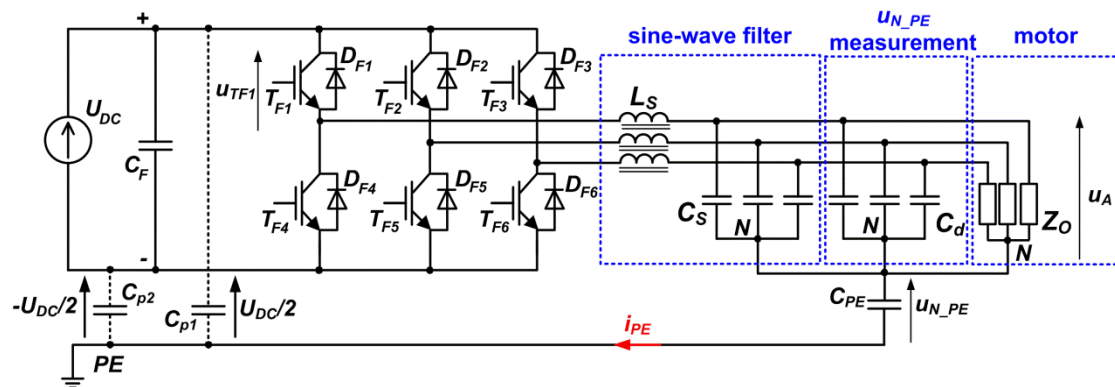 u_N_PE
sine-wave filter measurement motor
+
D_F1 D_F2 D_F3
u_TF1 T_F1 T_F2 T_F3
L_S
U_DC
C_F
u_A
D_F4 D_F5 D_F6
T_F4 T_F5 T_F6
C_S N N C_d Z_O
N
-
-U_DC/2 C_p2 C_p1 U_DC/2
C_PE u_N_PE
i_PE
PE